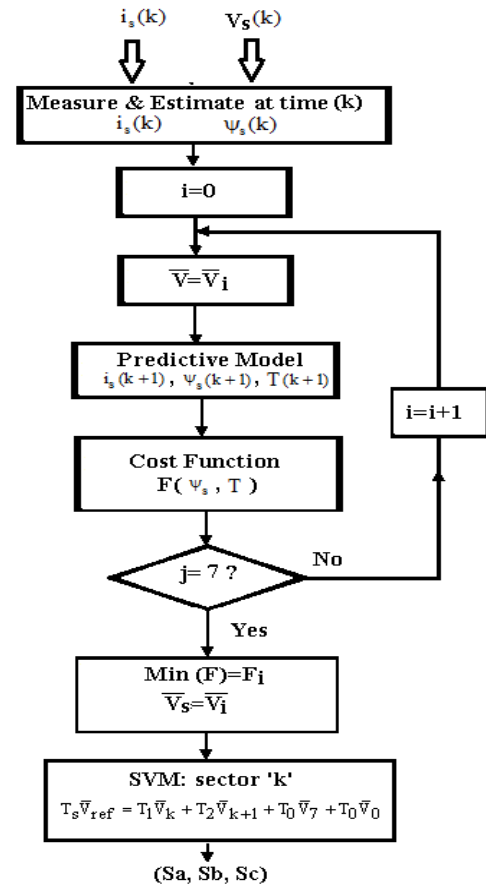 i_s(k) V_s(k)
Measure & Estimate at time (k)
i_s(k) ψ_s(k)
i=0
V̅=V̅_i
Predictive Model
i_s(k+1), ψ_s(k+1), T(k+1)
i=i+1
Cost Function
F( ψ_s , T )
j= 7 ?
No
Yes
Min (F)=F_i
V̅_s=V̅_i
SVM: sector 'k'
T_s V̅_ref = T_1 V̅_k + T_2 V̅_k+1 + T_0 V̅_7 + T_0 V̅_0
(Sa, Sb, Sc)